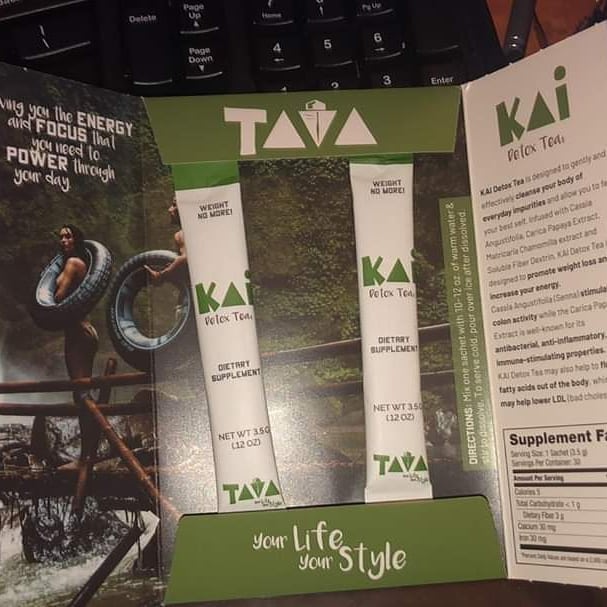 Delete
Page
Up
Page
Down
Home
Pg Up
4
5
6
2
3
Enter
you the ENERGY
and FOCUS that
you need to
POWER through
your day
TAVA
WEIGHT
NO MORE!
KAi
Detox Tea
DIETARY
SUPPLEMENT
NET WT 3.5G
(.12 OZ)
TAVA
WEIGHT
NO MORE!
KAi
Detox Tea
DIETARY
SUPPLEMENT
NET WT 3.5G
(.12 OZ)
TAVA
your Life
your Style
DIRECTIONS: Mix one sachet with 10-12 oz. of warm water &
stir to dissolve. To serve cold, pour over ice after dissolved.
KAi
Detox Tea
KAI Detox Tea is designed to gently and
effectively cleanse your body of
everyday impurities and allow you to fe
your best self. Infused with Cassia
Angustifolia, Carica Papaya Extract,
Matricaria Chamomilla extract and
Soluble Fiber Dextrin, KAI Detox Tea
designed to promote weight loss an
increase your energy.
Cassia Angustifolia (Senna) stimula
colon activity while the Carica Pap
Extract is well-known for its
antibacterial, anti-inflammatory,
immune-stimulating properties.
KAI Detox Tea may also help to fl
fatty acids out of the body, whi
may help lower LDL (bad choles
Supplement Fa
Serving Size: 1 Sachet (3.5 g)
Servings Per Container: 30
Amount Per Serving
Calories 5
Total Carbohydrate < 1 g
Dietary Fiber 3 g
Calcium 30 mg
Iron 30 mg